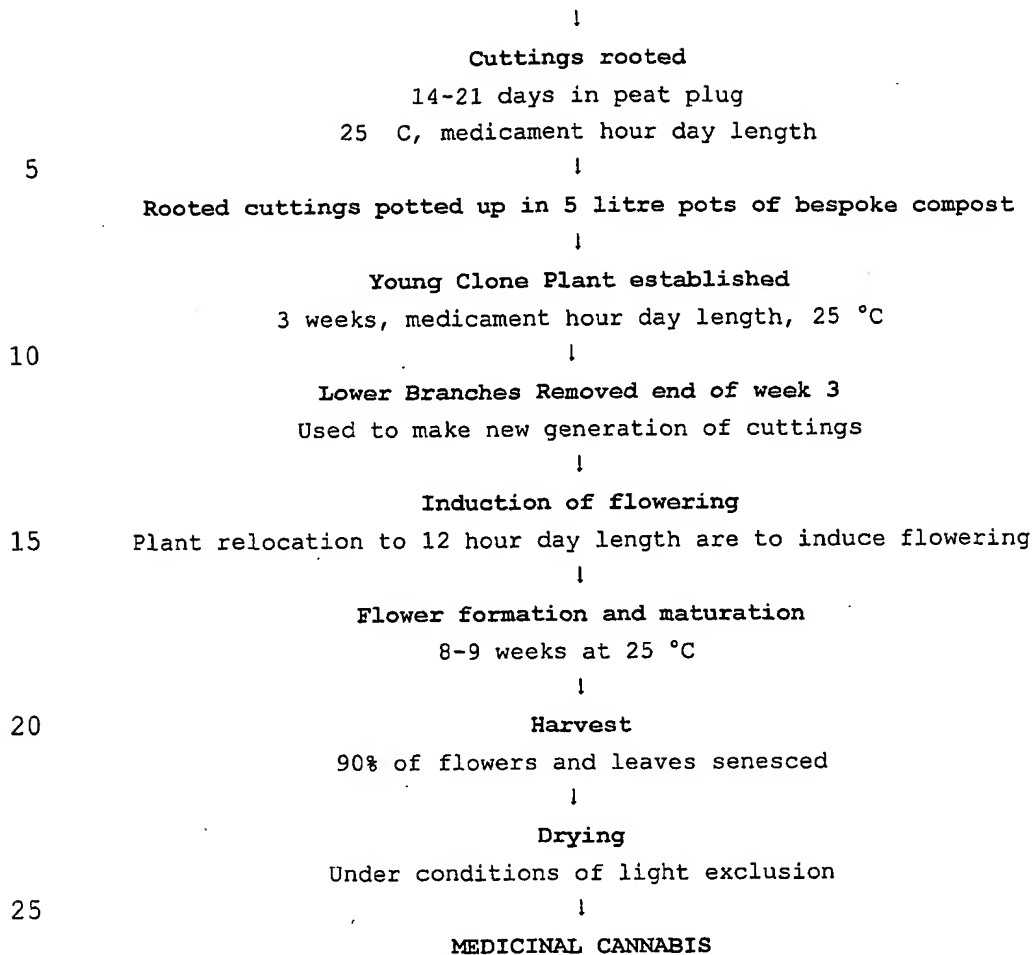 ↓
Cuttings rooted
14-21 days in peat plug
25 C, medicament hour day length
5 ↓
Rooted cuttings potted up in 5 litre pots of bespoke compost
↓
Young Clone Plant established
3 weeks, medicament hour day length, 25 °C
10 ↓
Lower Branches Removed end of week 3
Used to make new generation of cuttings
↓
Induction of flowering
15 Plant relocation to 12 hour day length are to induce flowering
↓
Flower formation and maturation
8-9 weeks at 25 °C
↓
20 Harvest
90% of flowers and leaves senesced
↓
Drying
Under conditions of light exclusion
25 ↓
MEDICINAL CANNABIS